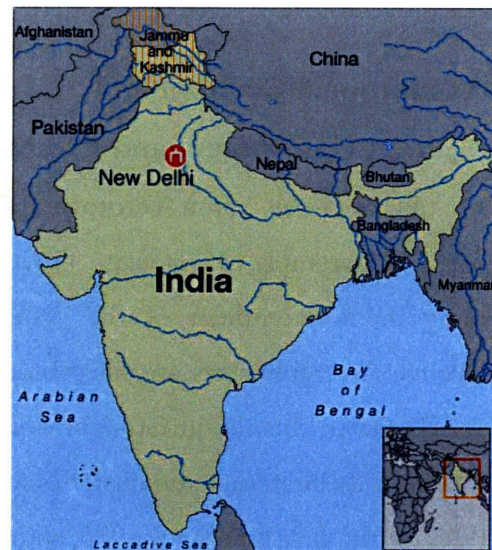 Afghanistan
Jammu
and
Kashmir
China
Pakistan
New Delhi
Nepal
Bhutan
Bangladesh
India
Myanmar
Arabian
Sea
Bay
of
Bengal
Laccadive Sea